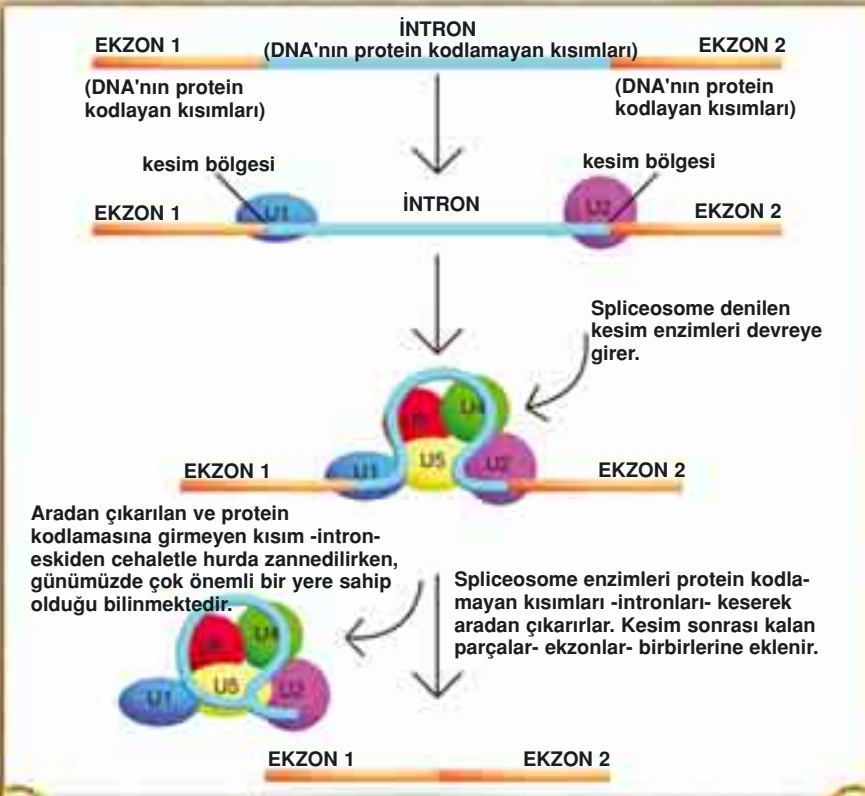 İNTRON
EKZON 1
(DNA'nın protein kodlamayan kısımları)
EKZON 2
(DNA'nın protein
kodlayan kısımları)
(DNA'nın protein
kodlayan kısımları)
kesim bölgesi
kesim bölgesi
EKZON 1
U1
İNTRON
U2
EKZON 2
Spliceosome denilen
kesim enzimleri devreye
girer.
U4
EKZON 1
U1
U5
U2
EKZON 2
Aradan çıkarılan ve protein
kodlamasına girmeyen kısım -intron-
eskiden cehaletle hurda zannedilirken,
günümüzde çok önemli bir yere sahip
olduğu bilinmektedir.
Spliceosome enzimleri protein kodla-
mayan kısımları -intronları- keserek
aradan çıkarırlar. Kesim sonrası kalan
parçalar- ekzonlar- birbirlerine eklenir.
U4
U1
U5
U2
EKZON 1
EKZON 2